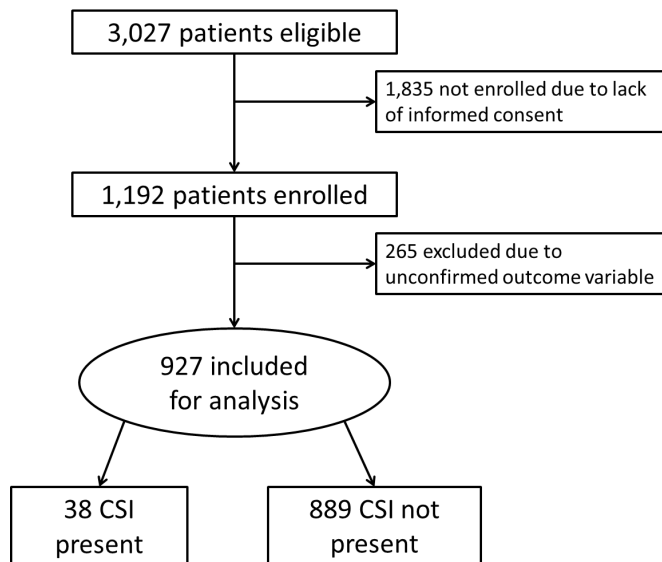 3,027 patients eligible
1,835 not enrolled due to lack
of informed consent
1,192 patients enrolled
265 excluded due to
unconfirmed outcome variable
927 included
for analysis
38 CSI
present
889 CSI not
present